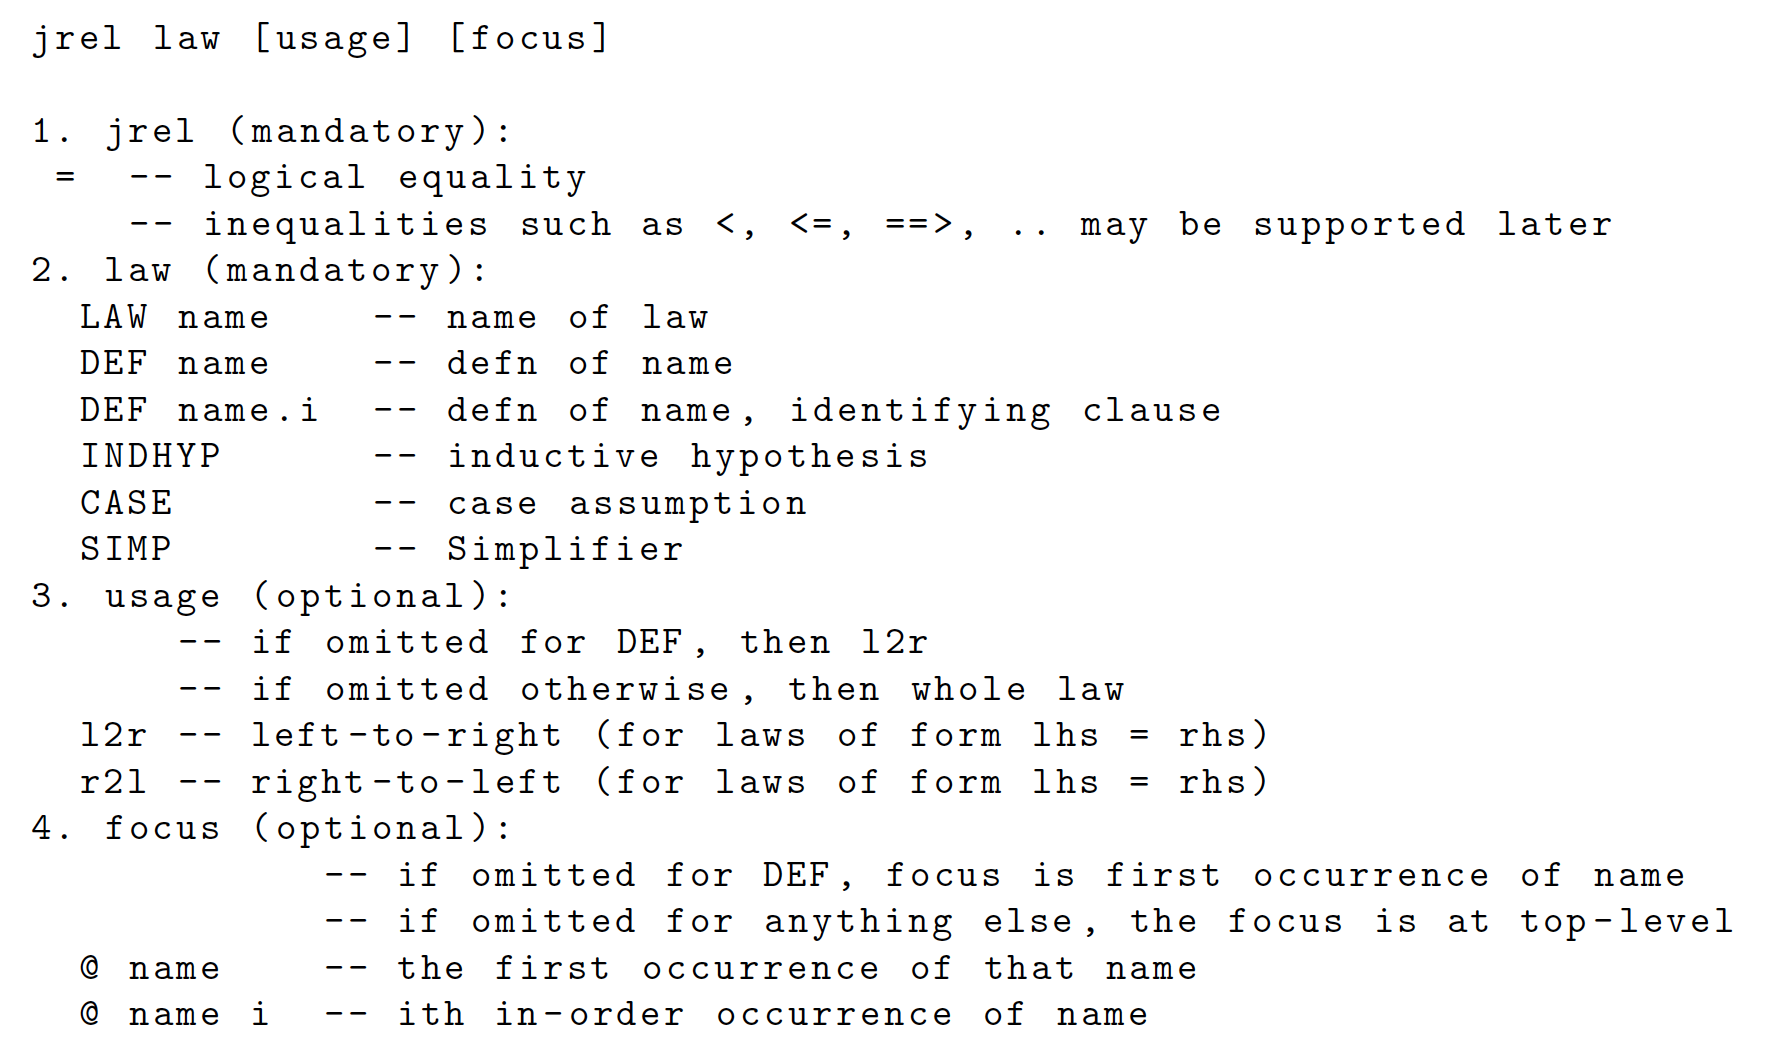 jrel law [usage] [focus]

1. jrel (mandatory):
 =  -- logical equality
    -- inequalities such as <, <=, ==>, .. may be supported later
2. law (mandatory):
  LAW name    -- name of law
  DEF name    -- defn of name
  DEF name.i  -- defn of name, identifying clause
  INDHYP      -- inductive hypothesis
  CASE        -- case assumption
  SIMP        -- Simplifier
3. usage (optional):
      -- if omitted for DEF, then l2r
      -- if omitted otherwise, then whole law
  l2r -- left-to-right (for laws of form lhs = rhs)
  r2l -- right-to-left (for laws of form lhs = rhs)
4. focus (optional):
            -- if omitted for DEF, focus is first occurrence of name
            -- if omitted for anything else, the focus is at top-level
  @ name    -- the first occurrence of that name
  @ name i  -- ith in-order occurrence of name